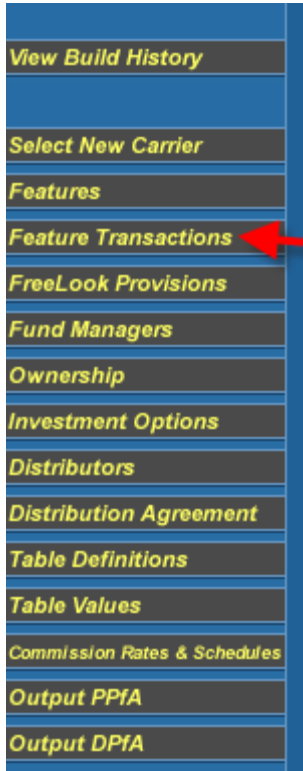 View Build History
Select New Carrier
Features
Feature Transactions
FreeLook Provisions
Fund Managers
Ownership
Investment Options
Distributors
Distribution Agreement
Table Definitions
Table Values
Commission Rates & Schedules
Output PPfA
Output DPfA